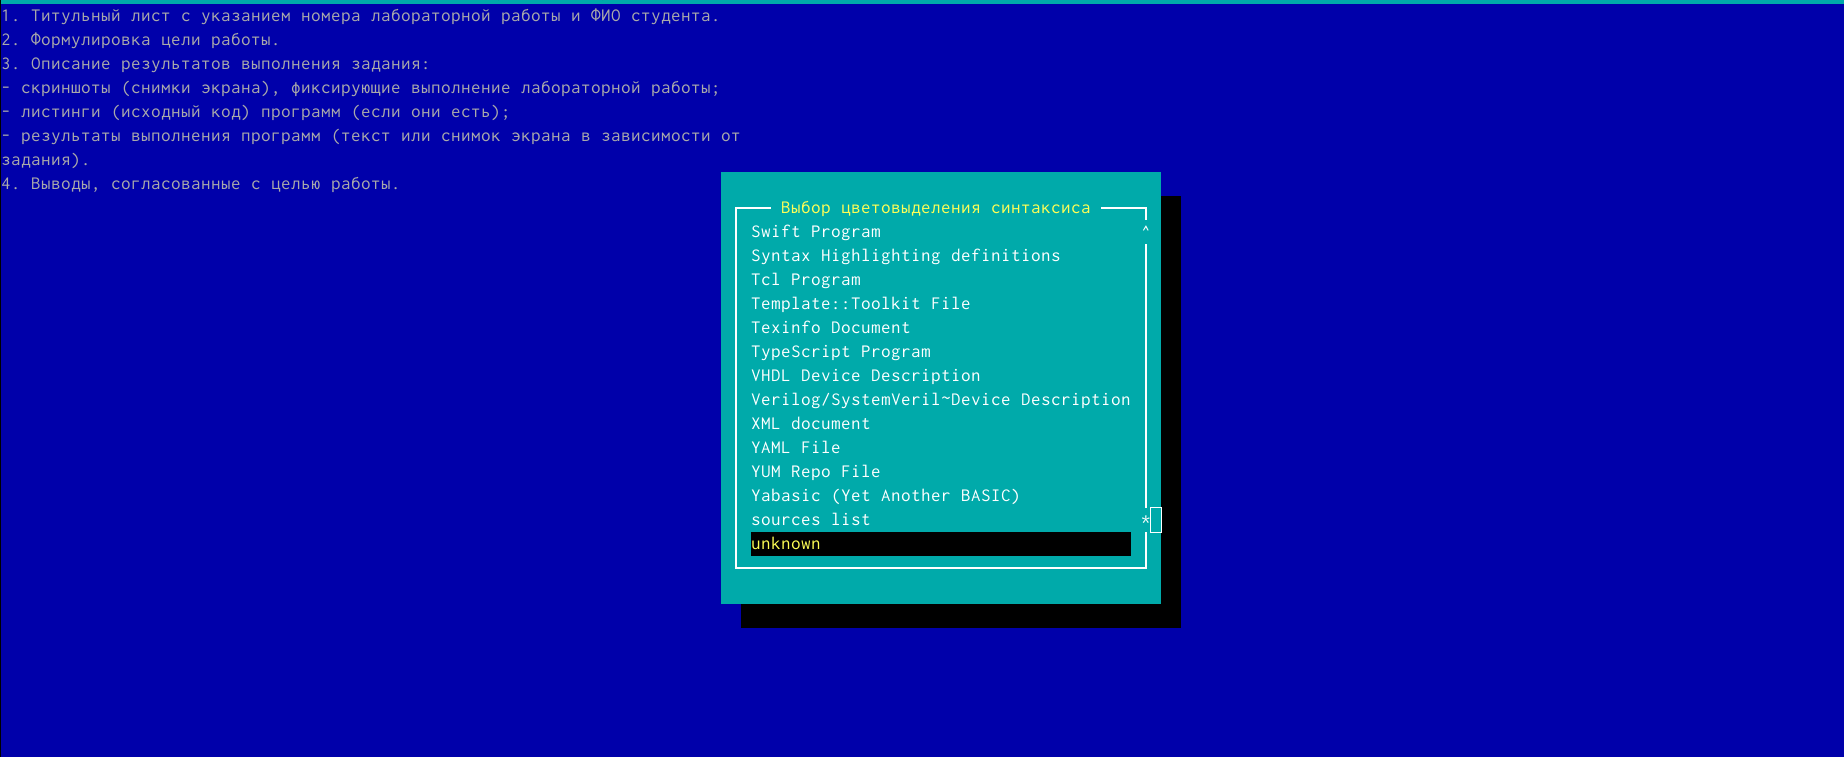 1. Титульный лист с указанием номера лабораторной работы и ФИО студента.
2. Формулировка цели работы.
3. Описание результатов выполнения задания:
- скриншоты (снимки экрана), фиксирующие выполнение лабораторной работы;
- листинги (исходный код) программ (если они есть);
- результаты выполнения программ (текст или снимок экрана в зависимости от
задания).
4. Выводы, согласованные с целью работы.
Выбор цветовыделения синтаксиса
Swift Program ^
Syntax Highlighting definitions
Tcl Program
Template::Toolkit File
Texinfo Document
TypeScript Program
VHDL Device Description
Verilog/SystemVeril~Device Description
XML document
YAML File
YUM Repo File
Yabasic (Yet Another BASIC)
sources list *
unknown